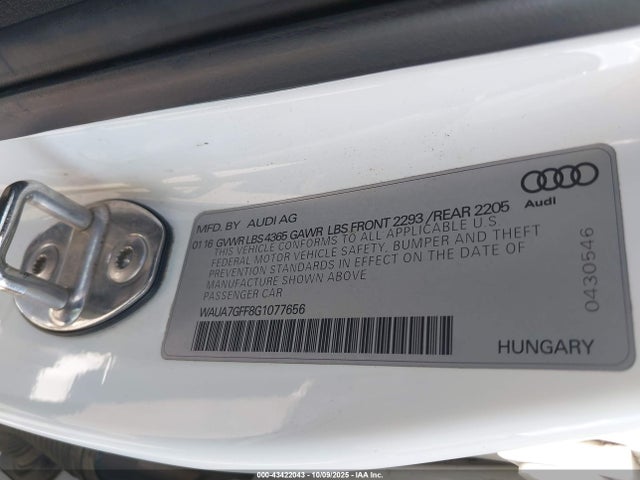 Audi
MFD. BY AUDI AG
0116 GVWR LBS 4365 GAWR LBS FRONT 2293 /REAR 2205
THIS VEHICLE CONFORMS TO ALL APPLICABLE U.S
FEDERAL MOTOR VEHICLE SAFETY, BUMPER AND THEFT
PREVENTION STANDARDS IN EFFECT ON THE DATE OF
MANUFACTURE SHOWN ABOVE
PASSENGER CAR
WAUA7GFF8G1077656
HUNGARY
0430546
000-43422043 | 10/09/2025 | IAA Inc.